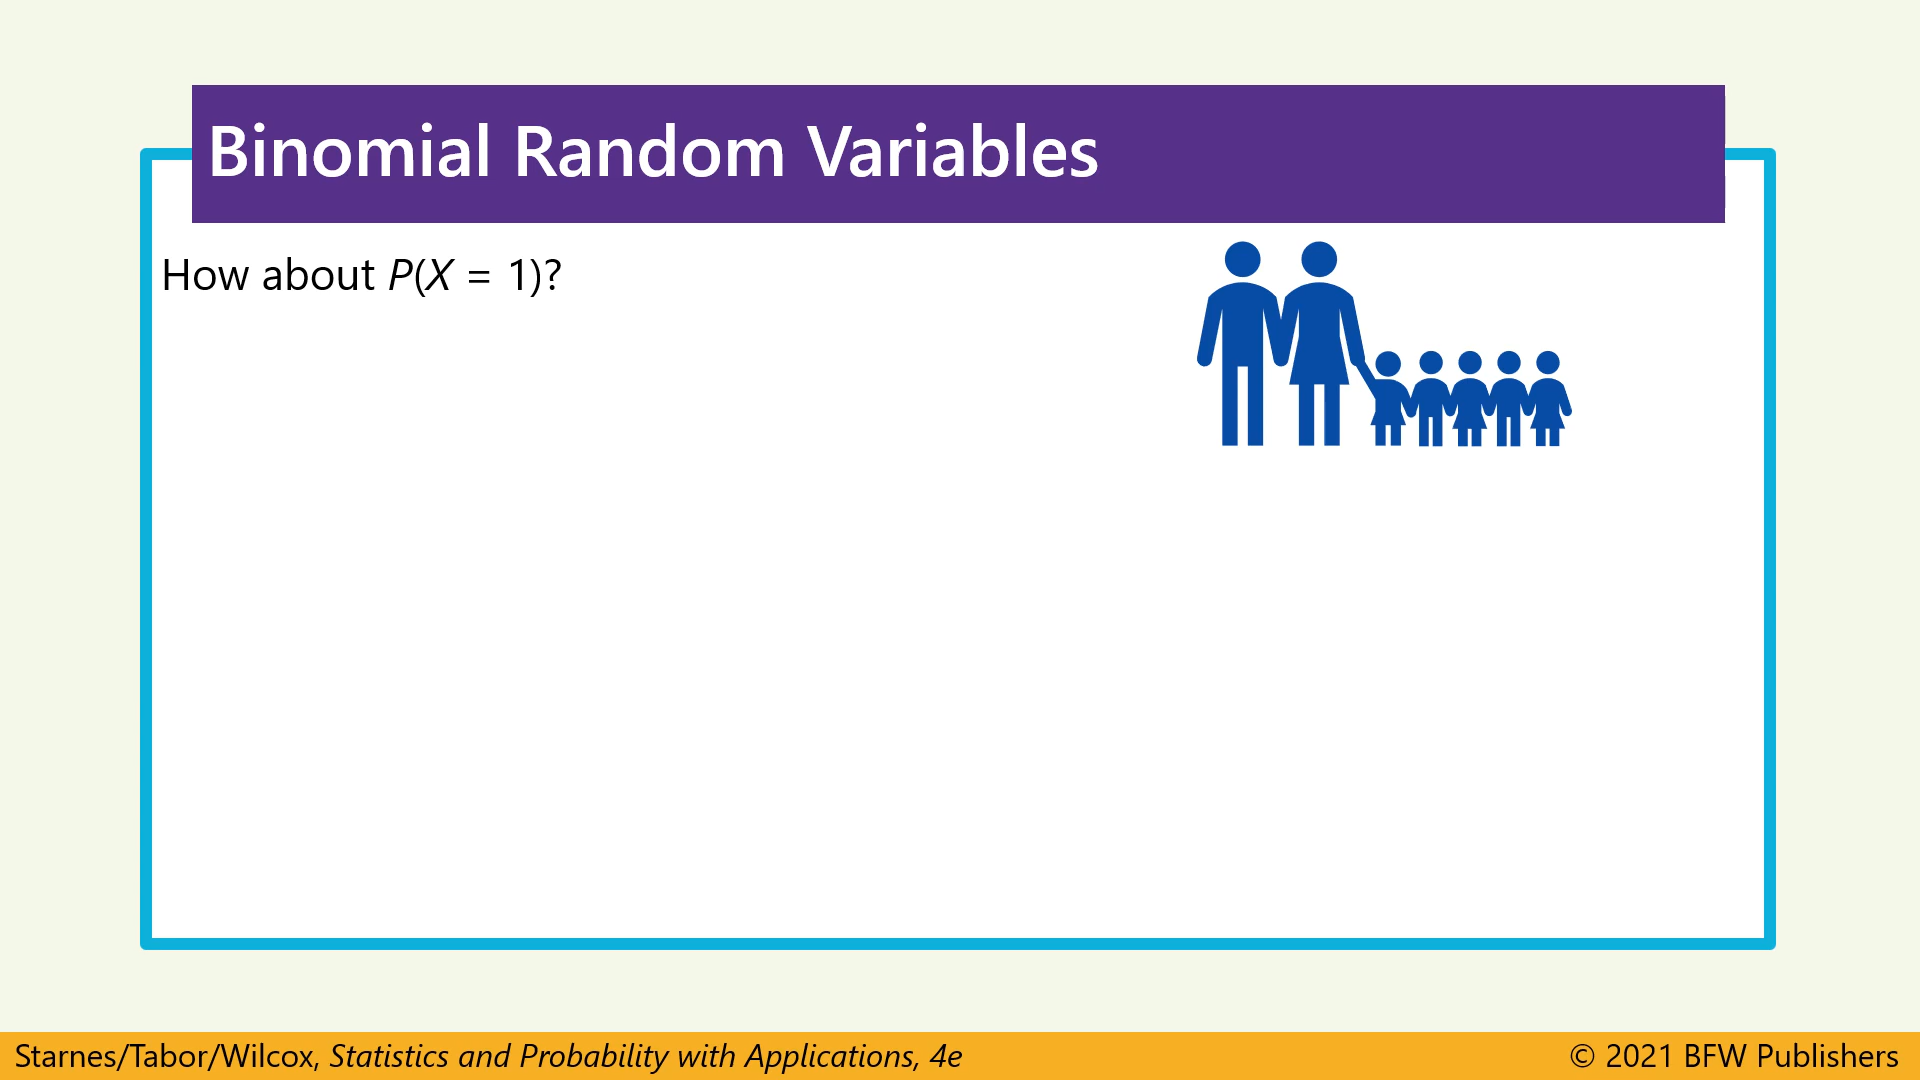 Binomial Random Variables
How about P(X = 1)?
Starnes/Tabor/Wilcox, Statistics and Probability with Applications, 4e
© 2021 BFW Publishers